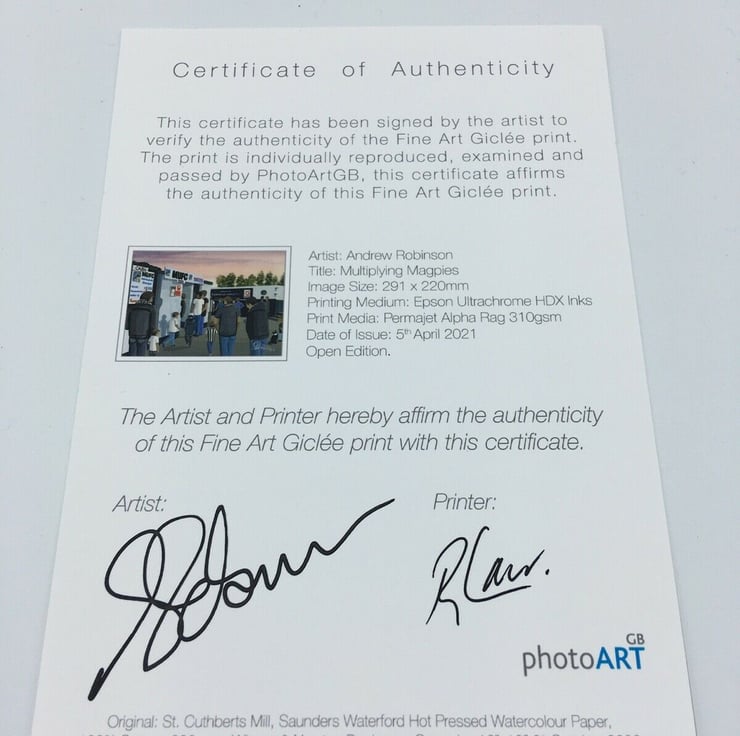 Certificate of Authenticity
This certificate has been signed by the artist to
verify the authenticity of the Fine Art Giclée print.
The print is individually reproduced, examined and
passed by PhotoArtGB, this certificate affirms
the authenticity of this Fine Art Giclée print.
Artist: Andrew Robinson
Title: Multiplying Magpies
Image Size: 291 x 220mm
Printing Medium: Epson Ultrachrome HDX Inks
Print Media: Permajet Alpha Rag 310gsm
Date of Issue: 5th April 2021
Open Edition.
The Artist and Printer hereby affirm the authenticity
of this Fine Art Giclée print with this certificate.
Artist:
Printer:
photoART GB
Original: St. Cuthberts Mill, Saunders Waterford Hot Pressed Watercolour Paper,